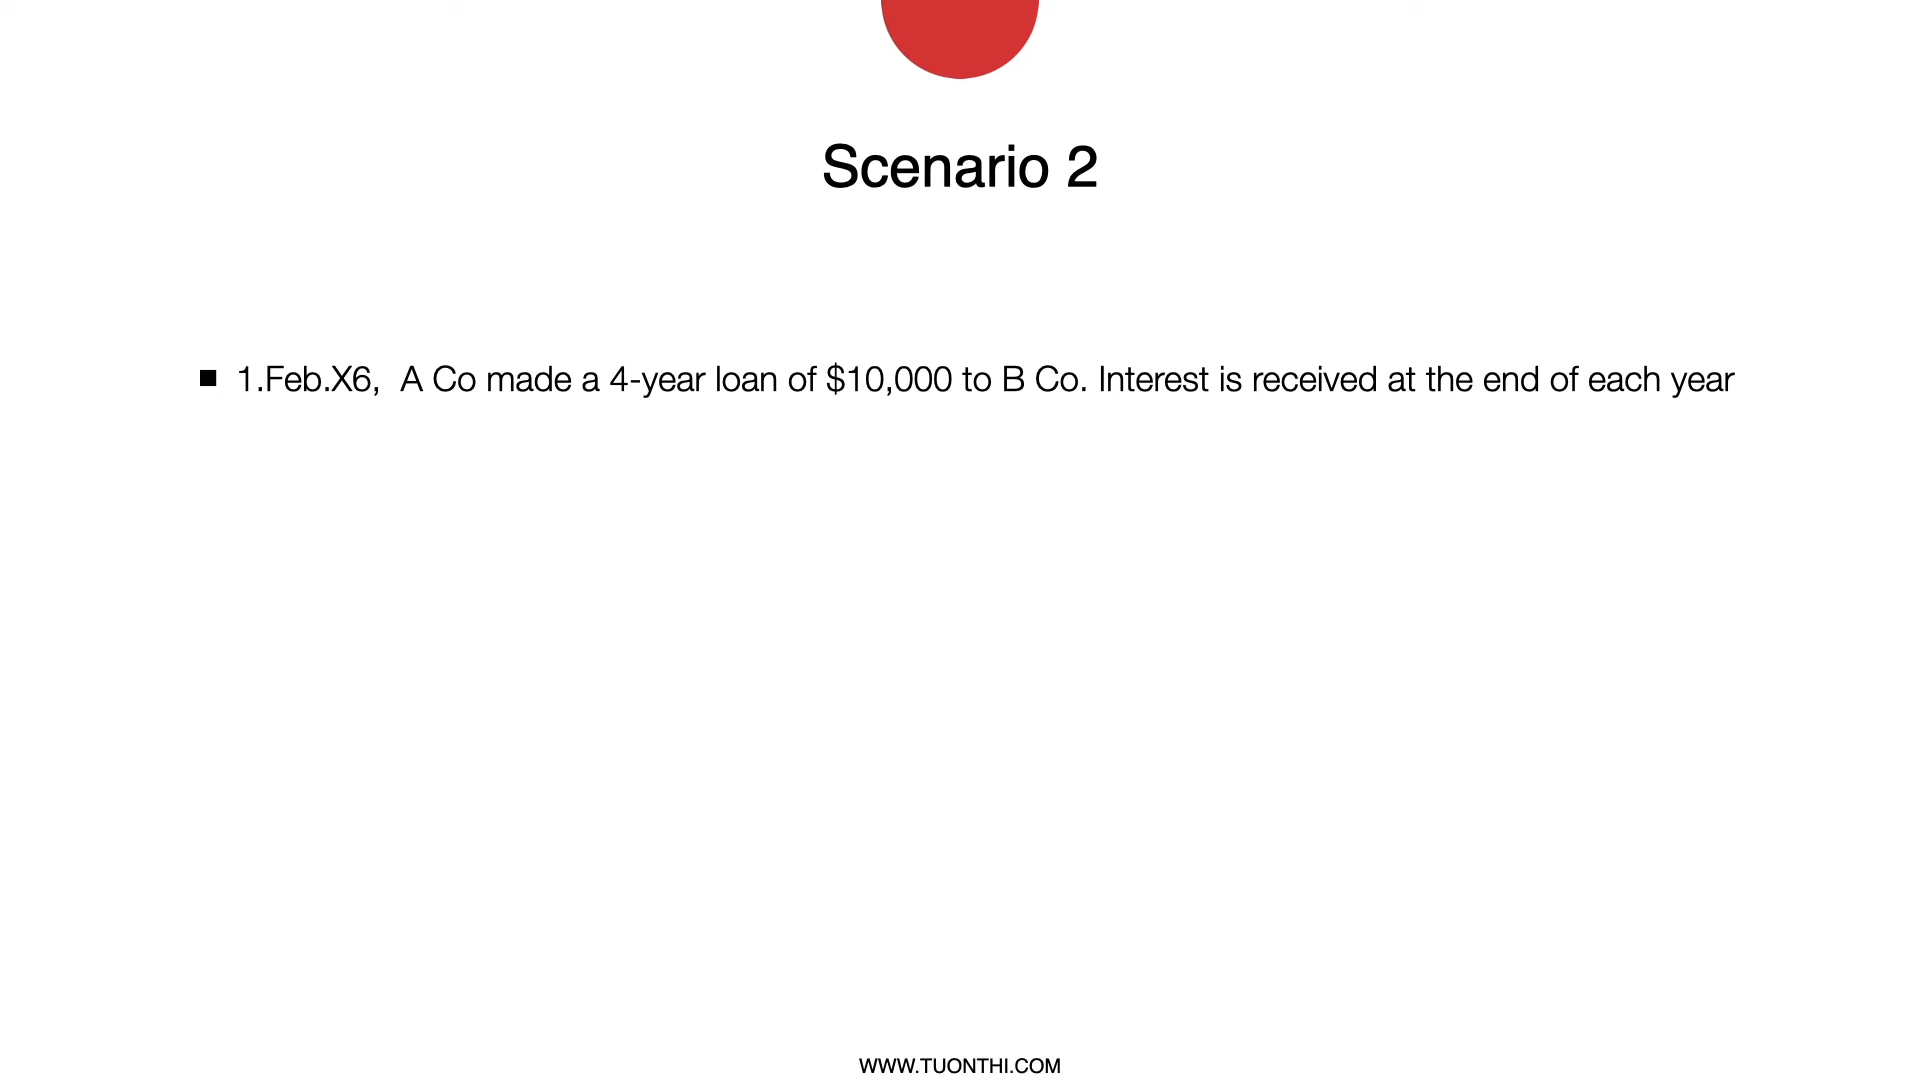 Scenario 2
■ 1.Feb.X6, A Co made a 4-year loan of $10,000 to B Co. Interest is received at the end of each year
WWW.TUONTHI.COM